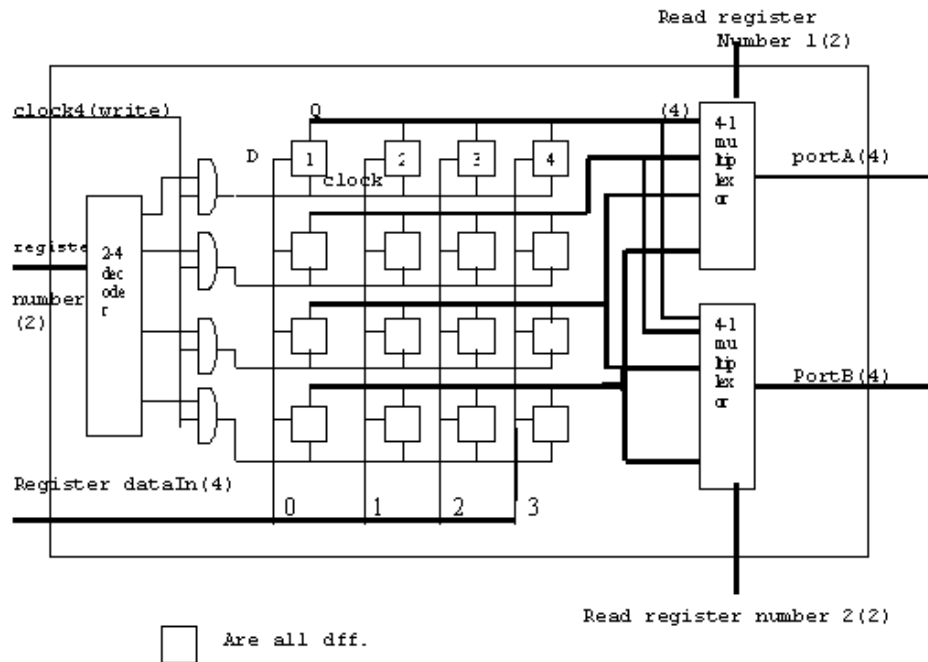 Read register
Number 1(2)
clock4(write)
Q
(4)
4-1
mu
ltip
lex
or
D
1
2
3
4
portA(4)
clock
registe
2-4
dec
ode
r
number
(2)
4-1
mu
ltip
lex
or
PortB(4)
Register dataIn(4)
0
1
2
3
Read register number 2(2)
Are all dff.